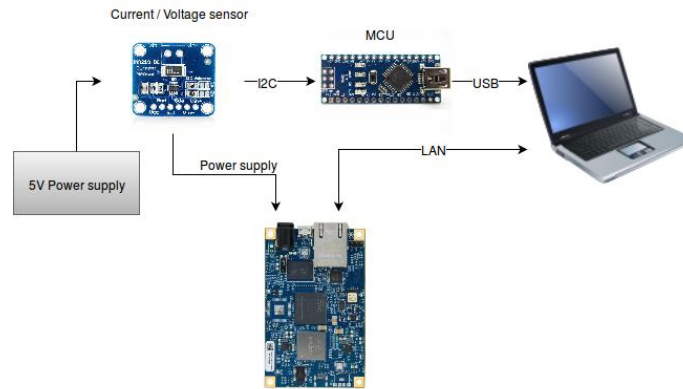 Current / Voltage sensor
MCU
I2C
USB
LAN
Power supply
5V Power supply